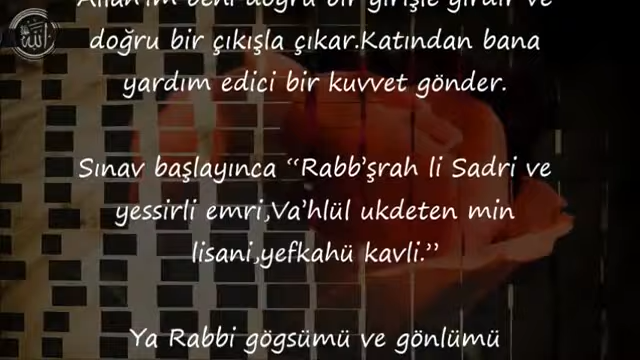 Allah'ım beni doğru bir girişle girdir ve
doğru bir çıkışla çıkar.Katından bana
yardım edici bir kuvvet gönder.
Sınav başlayınca “Rabb’şrah li Sadri ve
yessirli emri,Va’hlül ukdeten min
lisani,yefkahü kavli.”
Ya Rabbi gögsümü ve gönlümü